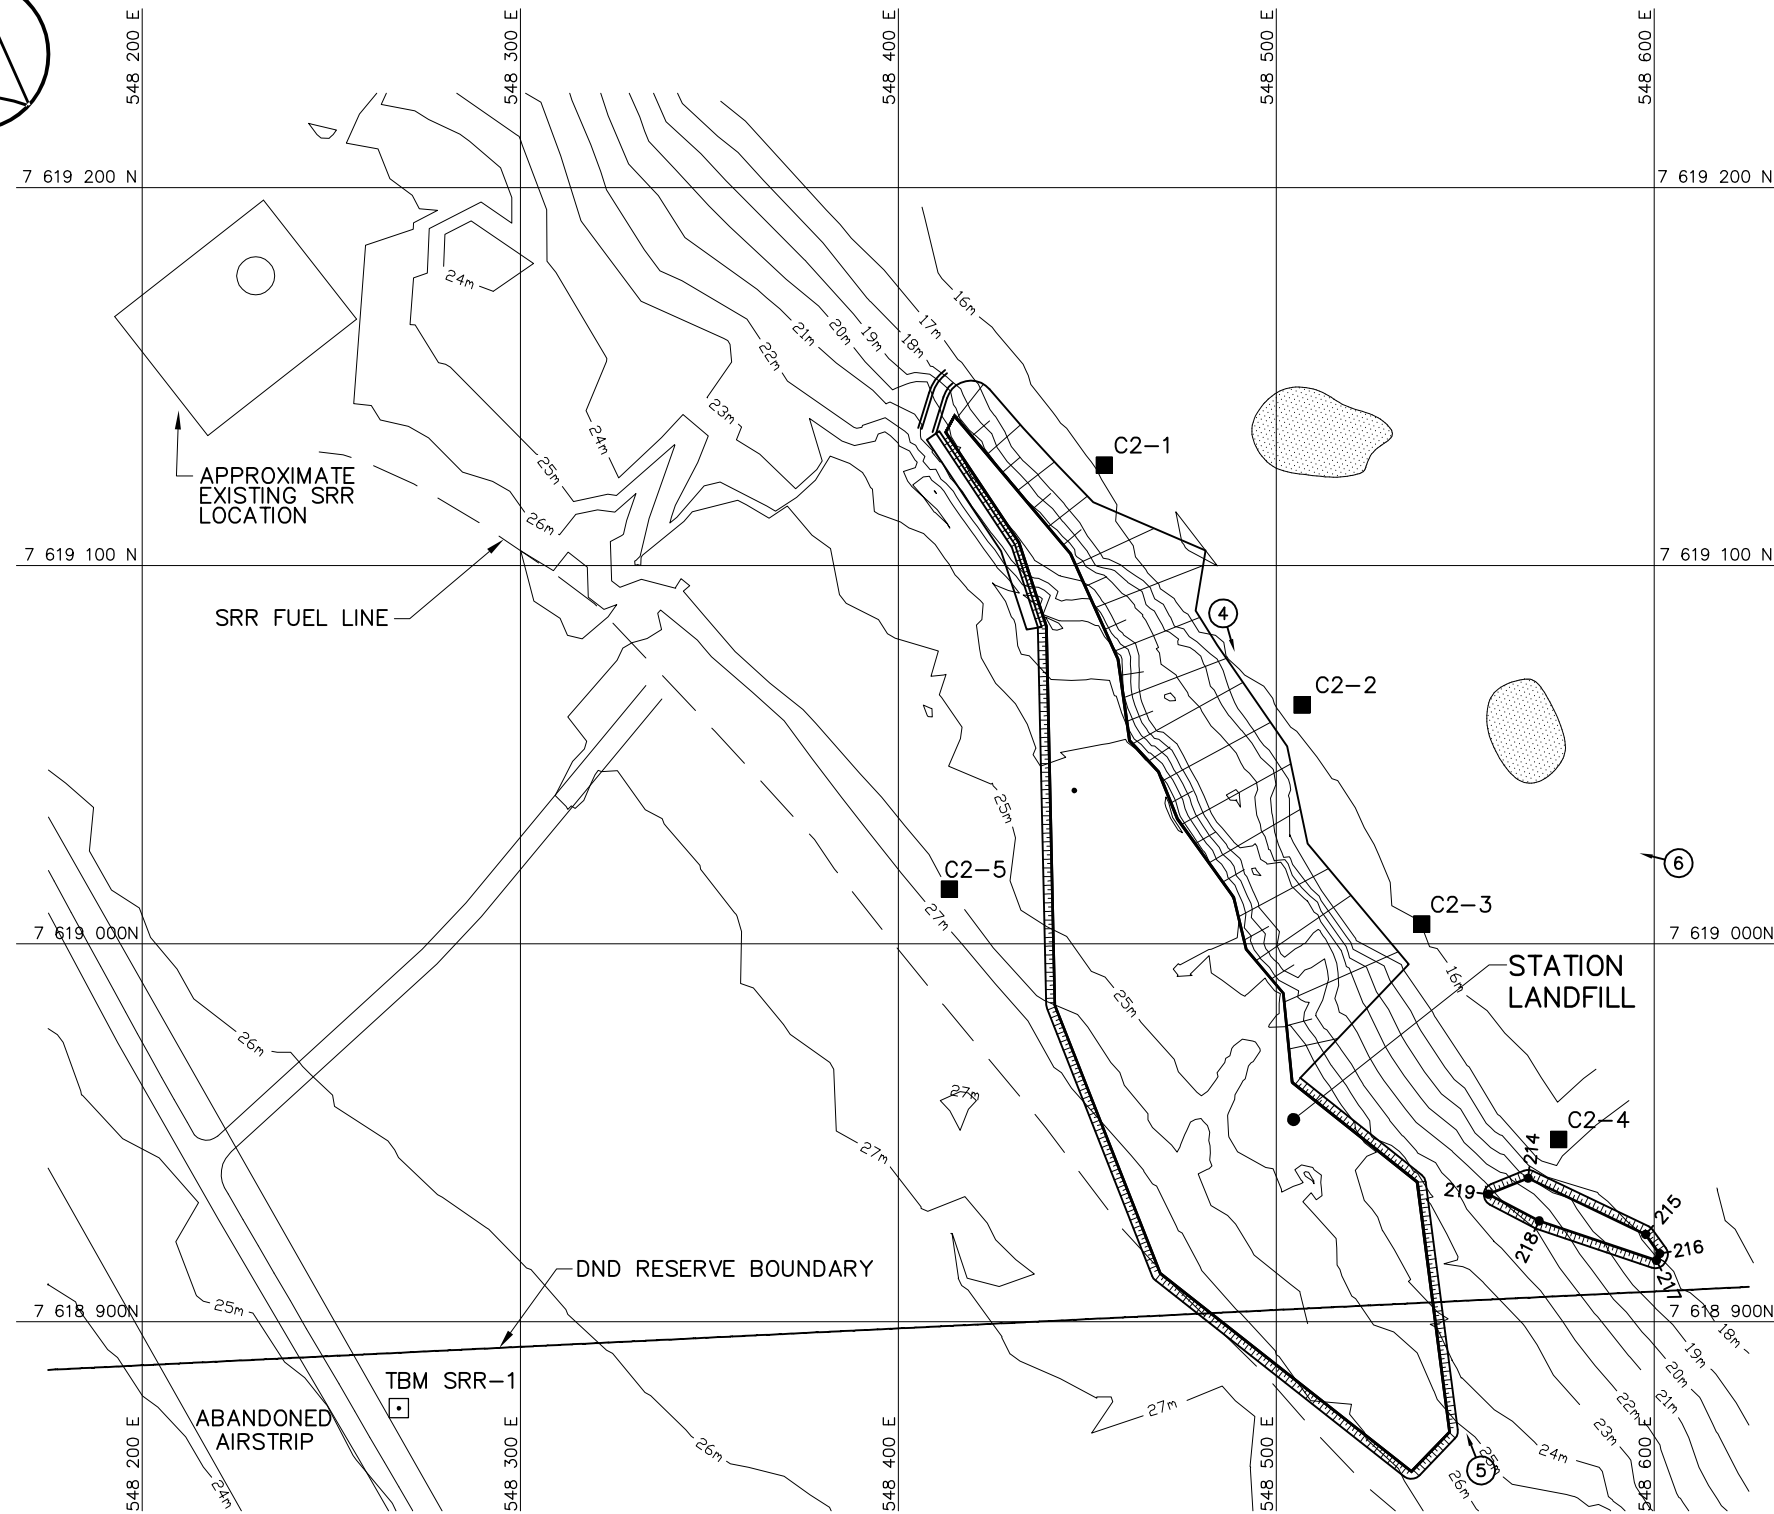 548 200 E
548 300 E
548 400 E
548 500 E
548 600 E
7 619 200 N
7 619 200 N
24m
16m
17m
18m
19m
20m
21m
22m
23m
24m
25m
26m
C2-1
APPROXIMATE
EXISTING SRR
LOCATION
7 619 100 N
7 619 100 N
SRR FUEL LINE
4
C2-2
25m
6
C2-5
27m
C2-3
7 619 000N
7 619 000N
STATION
LANDFILL
16m
25m
26m
27m
27m
C2-4
214
219
215
216
217
218
DND RESERVE BOUNDARY
25m
7 618 900N
7 618 900N
18m
19m
20m
21m
22m
23m
24m
25m
26m
5
TBM SRR-1
ABANDONED
AIRSTRIP
27m
26m
24m
548 200 E
548 300 E
548 400 E
548 500 E
548 600 E